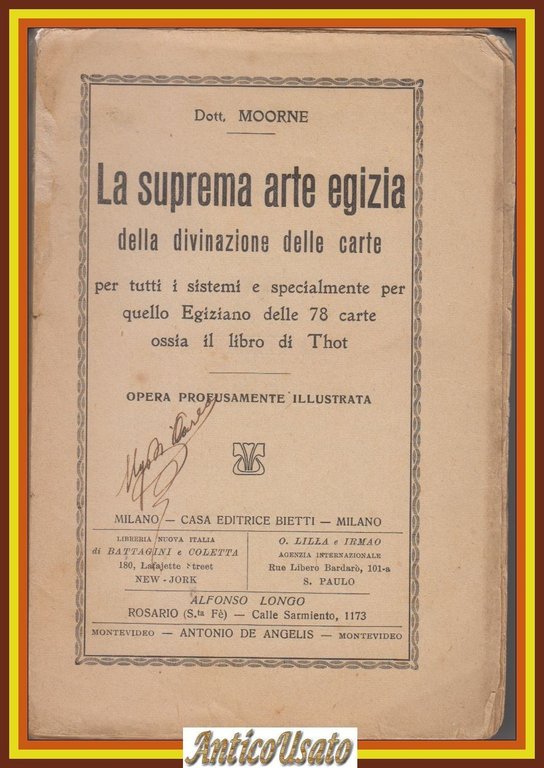 Dott. MOORNE
La suprema arte egizia
della divinazione delle carte
per tutti i sistemi e specialmente per
quello Egiziano delle 78 carte
ossia il libro di Thot
OPERA PROFUSAMENTE ILLUSTRATA
MILANO — CASA EDITRICE BIETTI — MILANO
LIBRERIA NUOVA ITALIA
di BATTAGINI e COLETTA
180, Lafajette Street
NEW-JORK
O. LILLA e IRMAO
AGENZIA INTERNAZIONALE
Rue Libero Bardarò, 101-a
S. PAULO
ALFONSO LONGO
ROSARIO (S.ta Fè) — Calle Sarmiento, 1173
MONTEVIDEO — ANTONIO DE ANGELIS — MONTEVIDEO
AnticoUsato